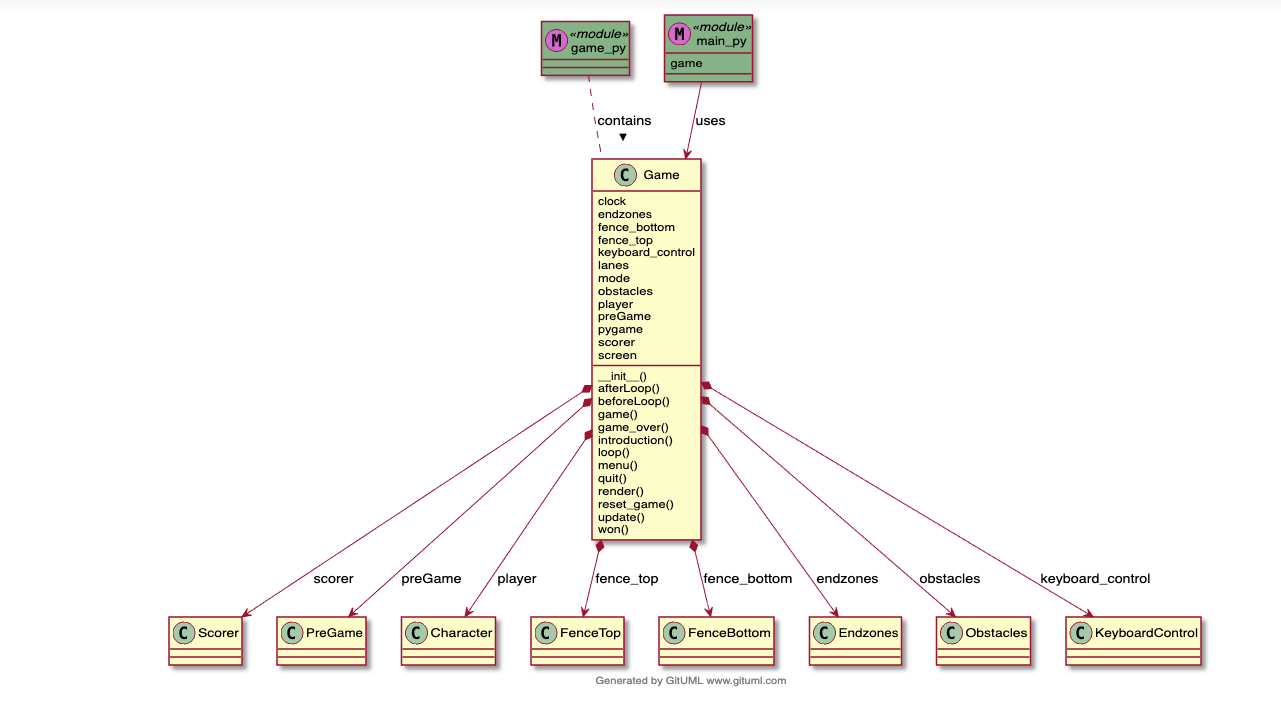 M «module»
game_py
M «module»
main_py
game
contains
▼
uses
C Game
clock
endzones
fence_bottom
fence_top
keyboard_control
lanes
mode
obstacles
player
preGame
pygame
scorer
screen
__init__()
afterLoop()
beforeLoop()
game()
game_over()
introduction()
loop()
menu()
quit()
render()
reset_game()
update()
won()
scorer
preGame
player
fence_top
fence_bottom
endzones
obstacles
keyboard_control
C Scorer
C PreGame
C Character
C FenceTop
C FenceBottom
C Endzones
C Obstacles
C KeyboardControl
Generated by GitUML www.gituml.com